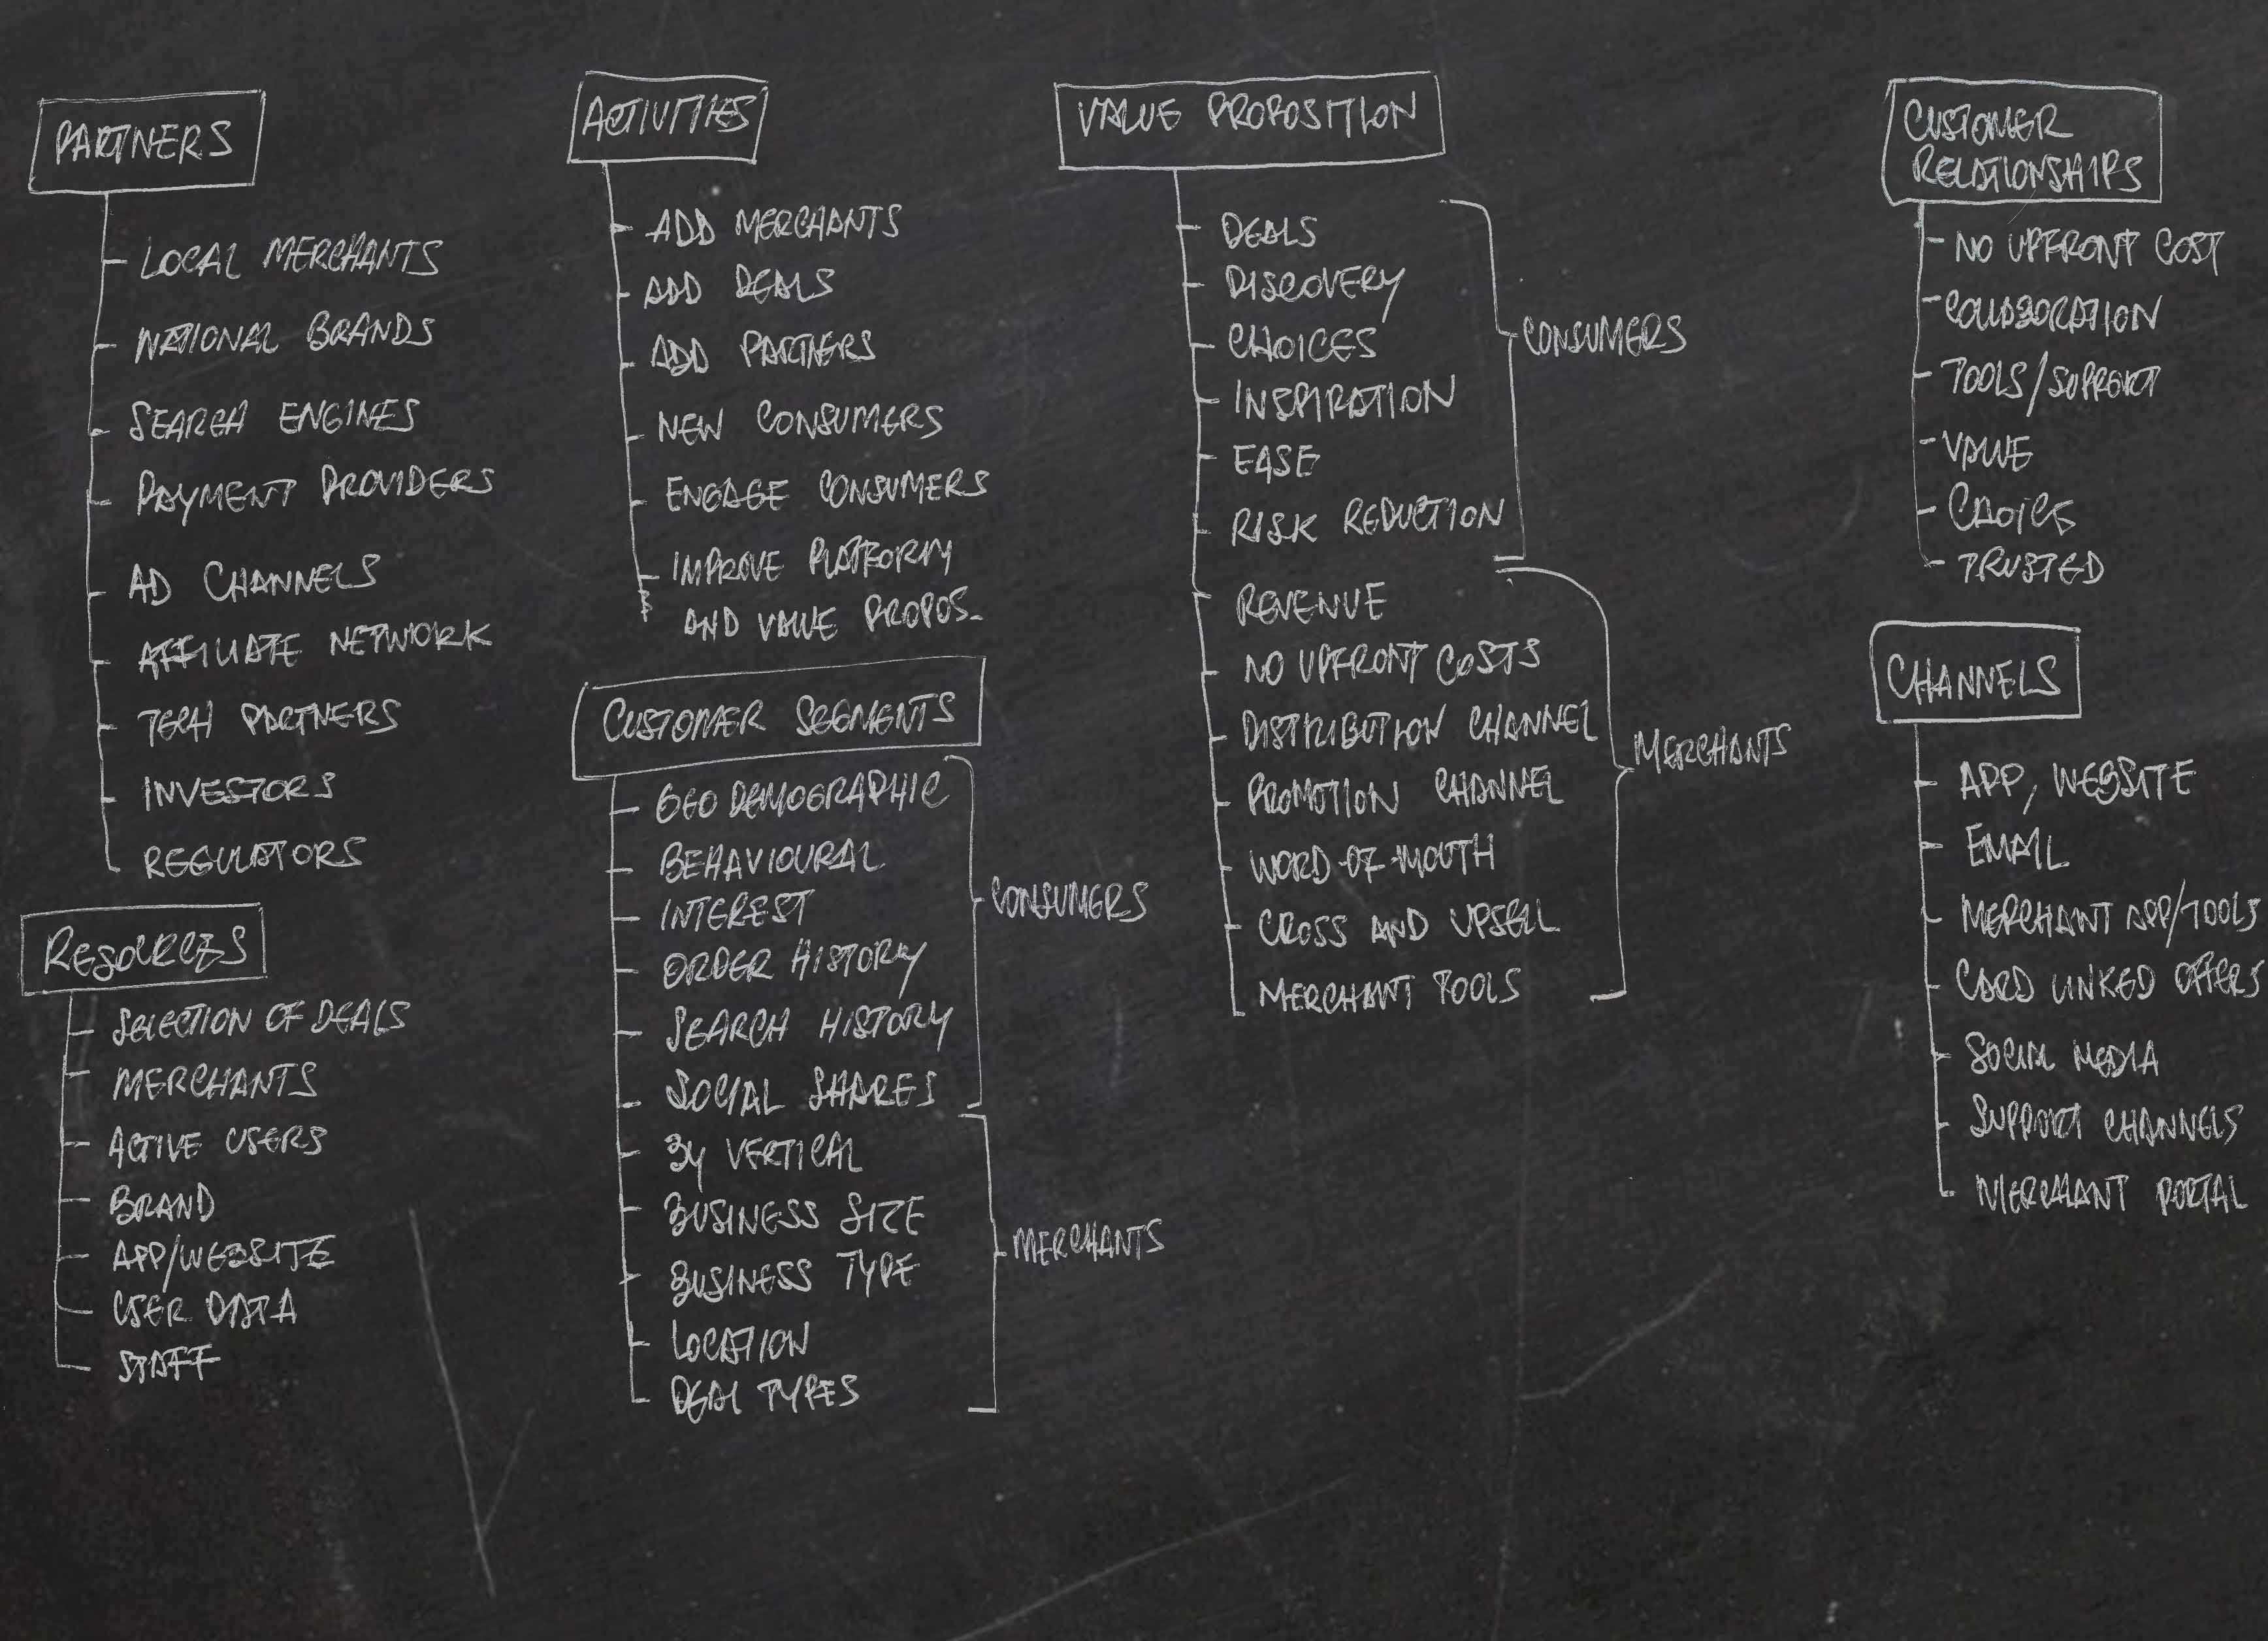 PARTNERS
LOCAL MERCHANTS
NATIONAL BRANDS
SEARCH ENGINES
PAYMENT PROVIDERS
AD CHANNELS
AFFILIATE NETWORK
TECH PARTNERS
INVESTORS
REGULATORS
RESOURCES
SELECTION OF DEALS
MERCHANTS
ACTIVE USERS
BRAND
APP/WEBSITE
USER DATA
STAFF
ACTIVITIES
ADD MERCHANTS
ADD DEALS
ADD PARTNERS
NEW CONSUMERS
ENGAGE CONSUMERS
IMPROVE PLATFORM
AND VALUE PROPOS.
CUSTOMER SEGMENTS
GEO DEMOGRAPHIC
BEHAVIOURAL
INTEREST
ORDER HISTORY
SEARCH HISTORY
SOCIAL SHARES
CONSUMERS
BY VERTICAL
BUSINESS SIZE
BUSINESS TYPE
LOCATION
DEAL TYPES
MERCHANTS
VALUE PROPOSITION
DEALS
DISCOVERY
CHOICES
INSPIRATION
EASE
RISK REDUCTION
CONSUMERS
REVENUE
NO UPFRONT COSTS
DISTRIBUTION CHANNEL
PROMOTION CHANNEL
WORD-OF-MOUTH
CROSS AND UPSELL
MERCHANT TOOLS
MERCHANTS
CUSTOMER
RELATIONSHIPS
NO UPFRONT COST
COLLABORATION
TOOLS/SUPPORT
VALUE
CHOICE
TRUSTED
CHANNELS
APP, WEBSITE
EMAIL
MERCHANT APP/TOOLS
CARD LINKED OFFERS
SOCIAL MEDIA
SUPPORT CHANNELS
MERCHANT PORTAL